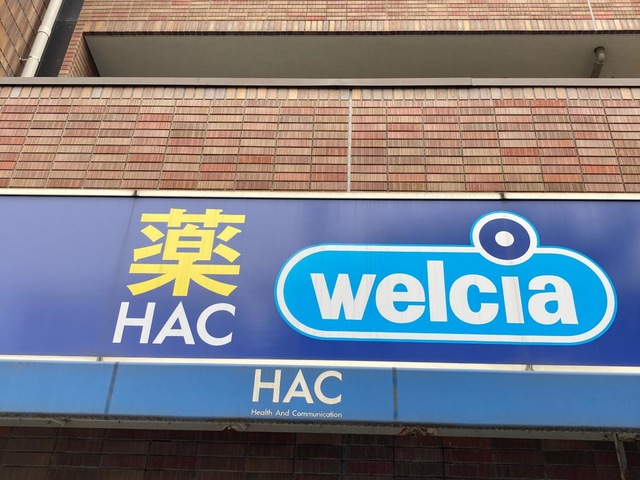 薬
HAC
welcia
HAC
Health And Communication